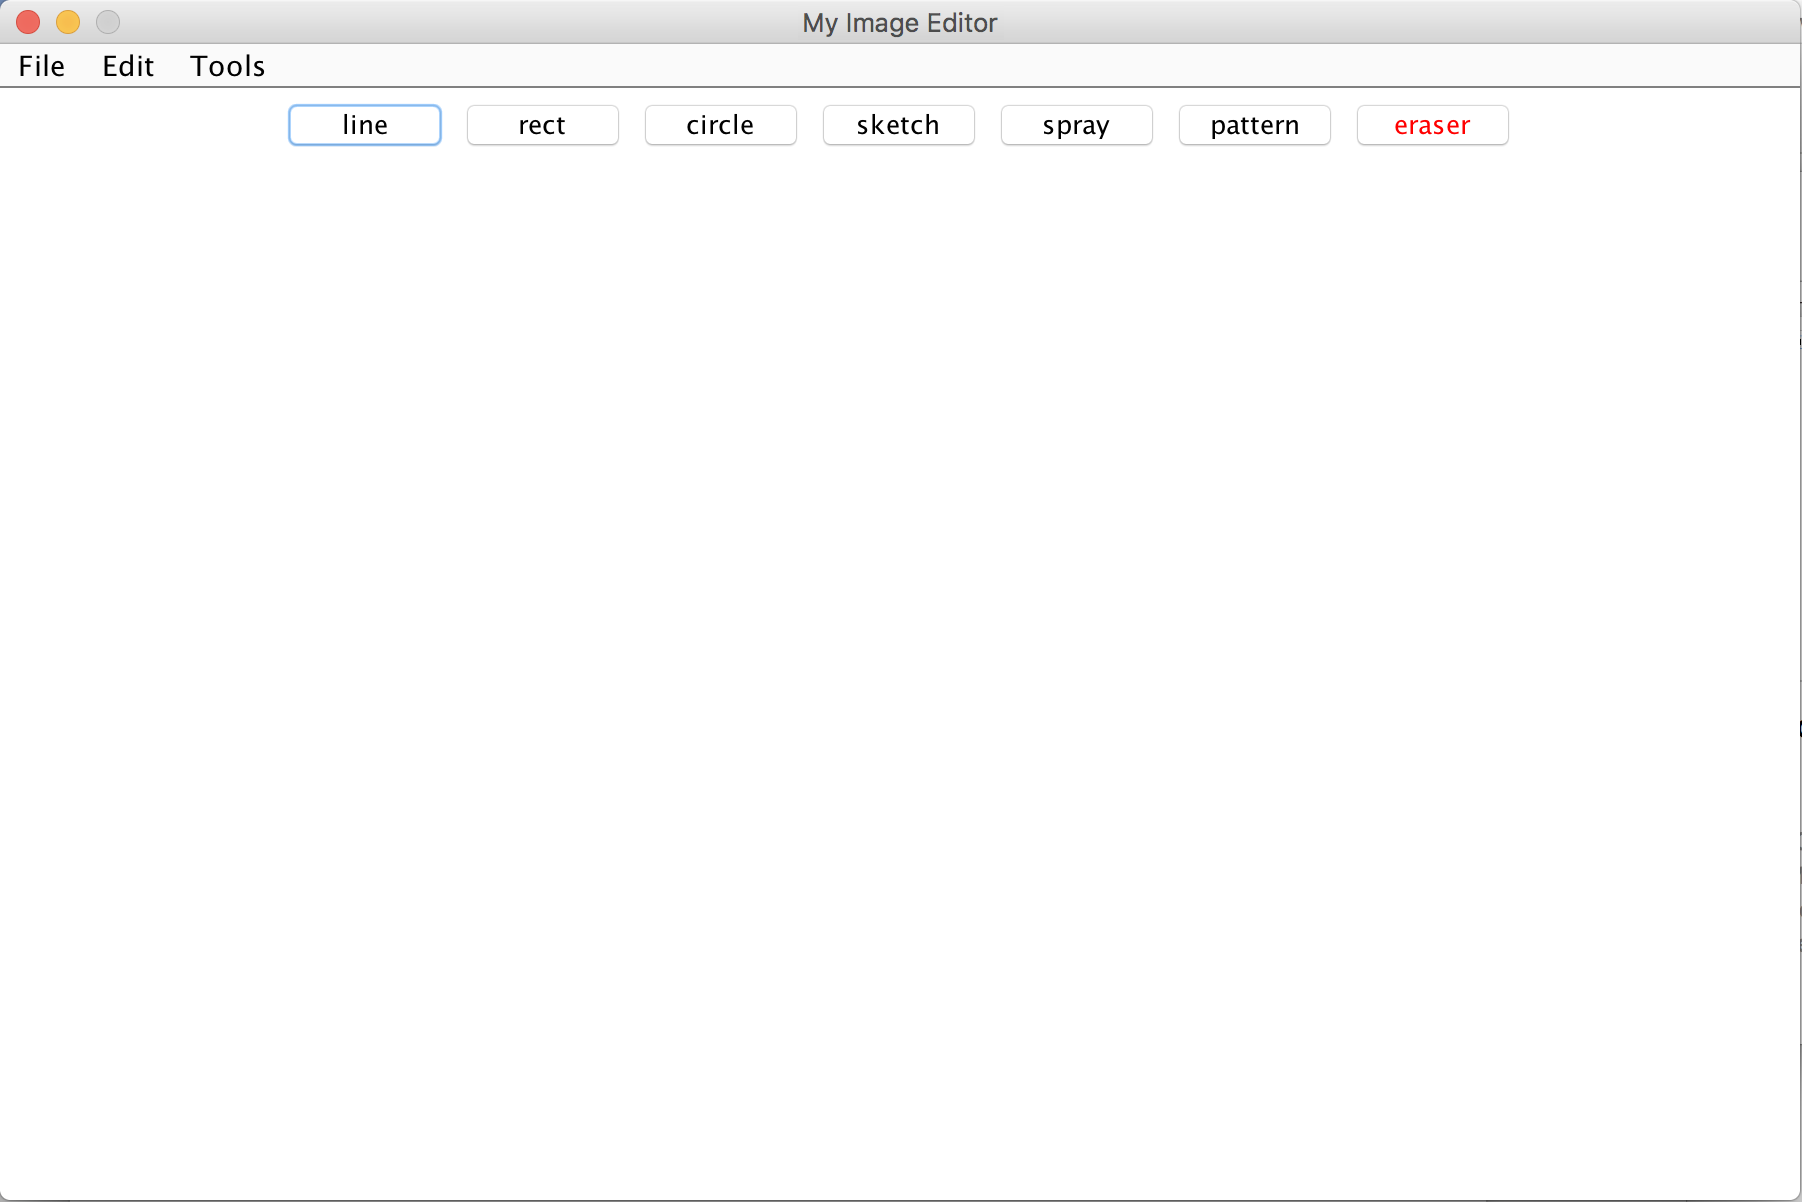 My Image Editor
File Edit Tools
line rect circle sketch spray pattern eraser